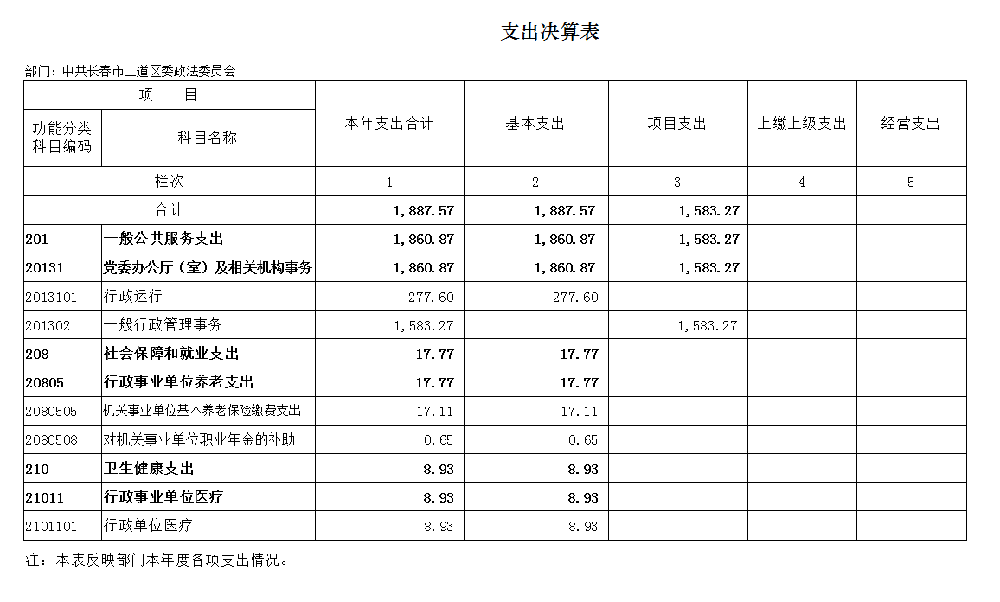 支出决算表
部门：中共长春市二道区委政法委员会
项　　目 本年支出合计 基本支出 项目支出 上缴上级支出 经营支出
功能分类科目编码 科目名称
栏次 1 2 3 4 5
合计 1,887.57 1,887.57 1,583.27
201 一般公共服务支出 1,860.87 1,860.87 1,583.27
20131 党委办公厅（室）及相关机构事务 1,860.87 1,860.87 1,583.27
2013101 行政运行 277.60 277.60
201302 一般行政管理事务 1,583.27 1,583.27
208 社会保障和就业支出 17.77 17.77
20805 行政事业单位养老支出 17.77 17.77
2080505 机关事业单位基本养老保险缴费支出 17.11 17.11
2080508 对机关事业单位职业年金的补助 0.65 0.65
210 卫生健康支出 8.93 8.93
21011 行政事业单位医疗 8.93 8.93
2101101 行政单位医疗 8.93 8.93
注：本表反映部门本年度各项支出情况。